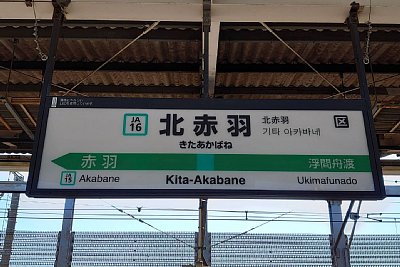 JA
16
北赤羽
きたあかばね
北赤羽
기타 아카바네
区
赤羽
JA
15
Akabane
Kita-Akabane
浮間舟渡
Ukimafunado